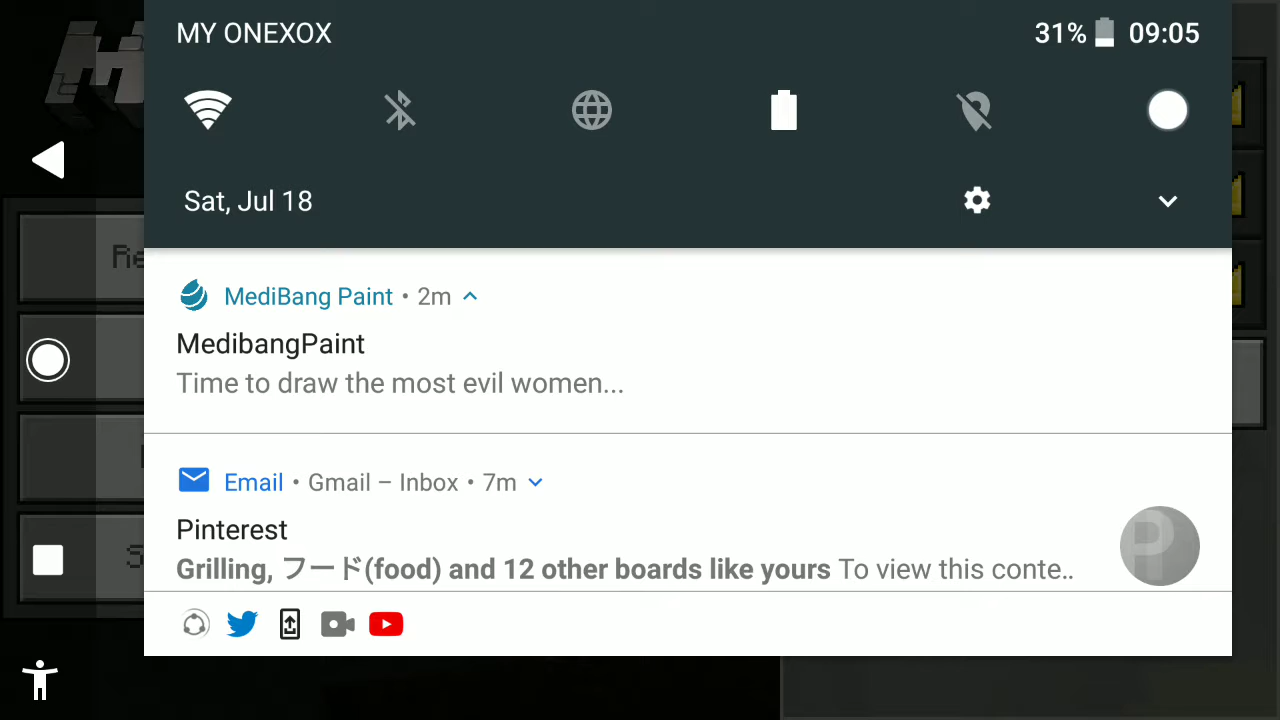 MY ONEXOX
31% 09:05
Sat, Jul 18
MediBang Paint • 2m
MedibangPaint
Time to draw the most evil women...
Email • Gmail – Inbox • 7m
Pinterest
Grilling, フード(food) and 12 other boards like yours To view this conte..
P